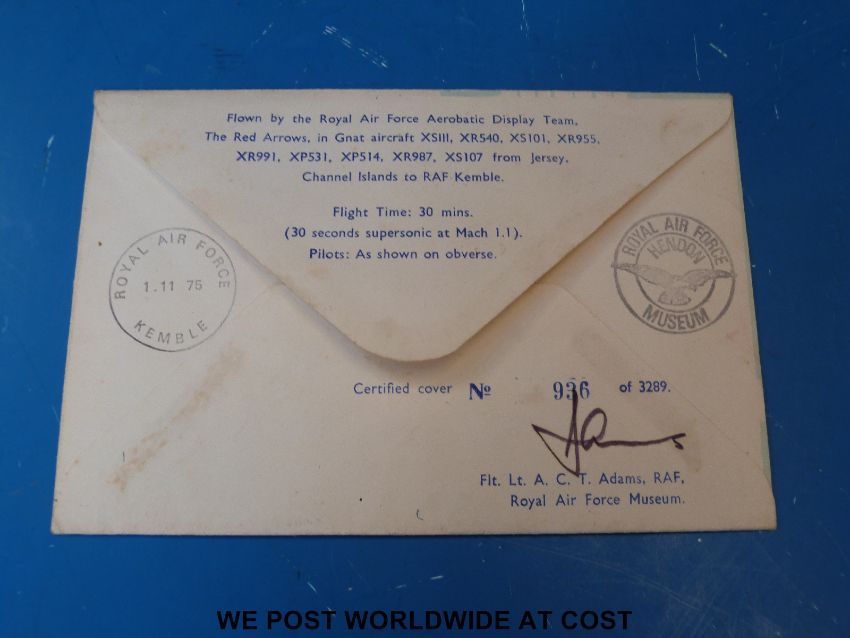 Flown by the Royal Air Force Aerobatic Display Team,
The Red Arrows, in Gnat aircraft XSIII, XR540, XS101, XR955,
XR991, XP531, XP514, XR987, XS107 from Jersey,
Channel Islands to RAF Kemble.
Flight Time: 30 mins.
(30 seconds supersonic at Mach 1.1).
Pilots: As shown on obverse.
ROYAL AIR FORCE
1.11 75
KEMBLE
ROYAL AIR FORCE
HENDON
MUSEUM
Certified cover No 936 of 3289.
Flt. Lt. A. C. T. Adams, RAF,
Royal Air Force Museum.
WE POST WORLDWIDE AT COST